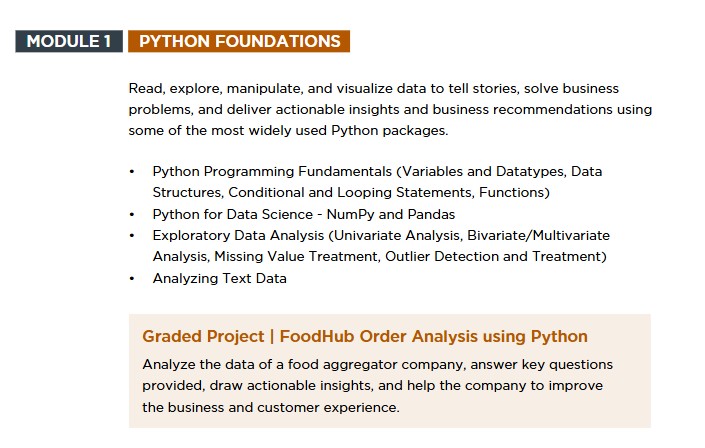 MODULE 1 PYTHON FOUNDATIONS
Read, explore, manipulate, and visualize data to tell stories, solve business
problems, and deliver actionable insights and business recommendations using
some of the most widely used Python packages.
• Python Programming Fundamentals (Variables and Datatypes, Data
Structures, Conditional and Looping Statements, Functions)
• Python for Data Science - NumPy and Pandas
• Exploratory Data Analysis (Univariate Analysis, Bivariate/Multivariate
Analysis, Missing Value Treatment, Outlier Detection and Treatment)
• Analyzing Text Data
Graded Project | FoodHub Order Analysis using Python
Analyze the data of a food aggregator company, answer key questions
provided, draw actionable insights, and help the company to improve
the business and customer experience.